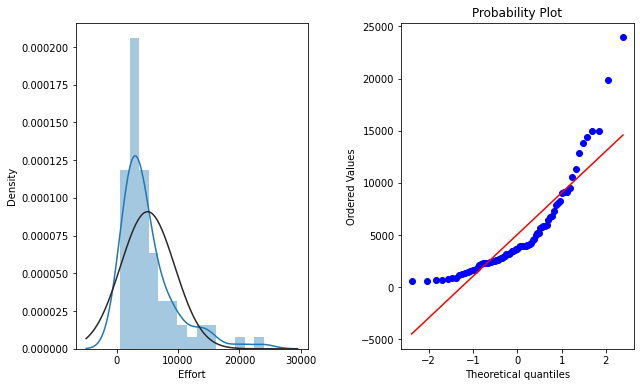 0.000200
0.000175
0.000150
0.000125
0.000100
0.000075
0.000050
0.000025
0.000000
Density
0 10000 20000 30000
Effort
Probability Plot
25000
20000
15000
10000
5000
0
−5000
Ordered Values
−2 −1 0 1 2
Theoretical quantiles